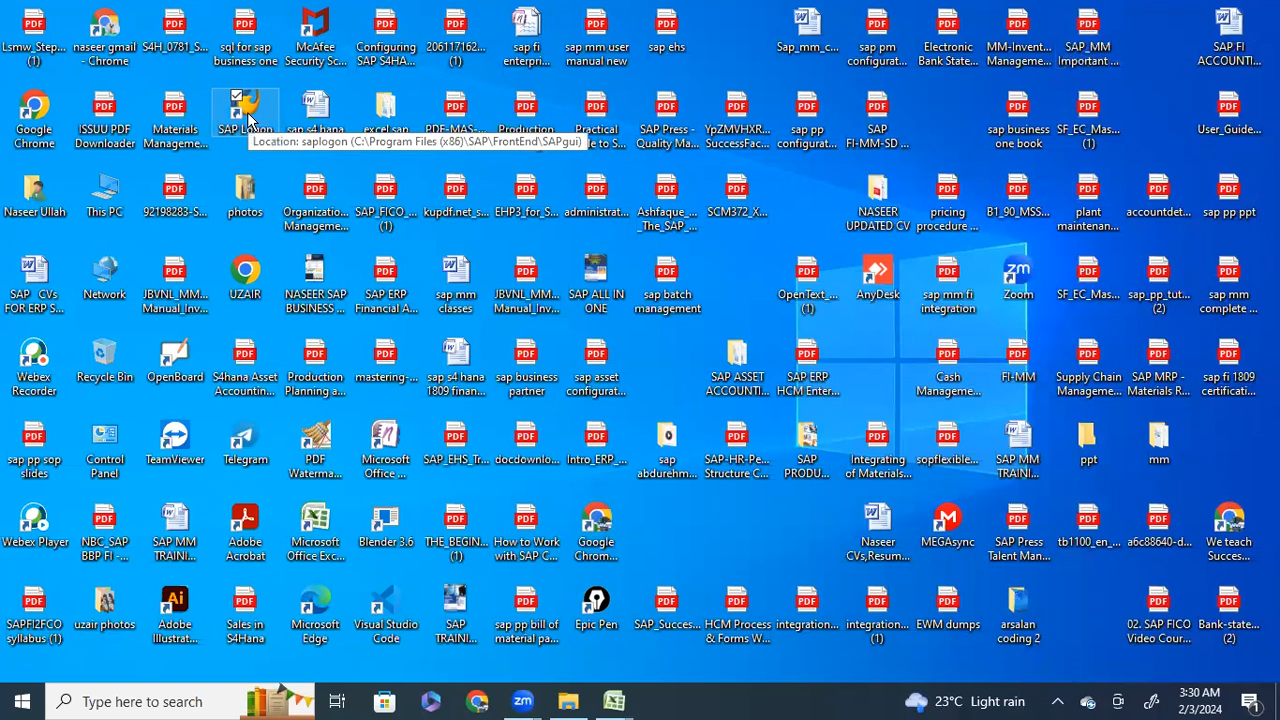 Lsmw_Step...
(1)
naseer gmail
- Chrome
S4H_0781_S...
sql for sap
business one
McAfee
Security Sc...
Configuring
SAP S4HA...
206117162...
(1)
sap fi
enterpri...
sap mm user
manual new
sap ehs
Sap_mm_c...
sap pm
configurat...
Electronic
Bank State...
MM-Invent...
Manageme...
SAP_MM
Important ...
SAP FI
ACCOUNTI...
Google
Chrome
ISSUU PDF
Downloader
Materials
Manageme...
SAP Logon
sap s4 hana
excel sap
PDF-MAS-...
Production
Practical
SAP Press -
Quality Ma...
YpZMVHXR...
SuccessFac...
sap pp
configurat...
SAP
FI-MM-SD ...
sap business
one book
SF_EC_Mas...
(1)
User_Guide...
Location: saplogon (C:\Program Files (x86)\SAP\FrontEnd\SAPgui)
Naseer Ullah
This PC
92198283-S...
photos
Organizatio...
Manageme...
SAP_FICO_...
(1)
kupdf.net_s...
EHP3_for_S...
administrat...
Ashfaque_...
_The_SAP_...
SCM372_X...
NASEER
UPDATED CV
pricing
procedure ...
B1_90_MSS...
plant
maintenan...
accountdet...
sap pp ppt
SAP CVs
FOR ERP S...
Network
JBVNL_MM...
Manual_Inv...
UZAIR
NASEER SAP
BUSINESS ...
SAP ERP
Financial A...
sap mm
classes
JBVNL_MM...
Manual_Inv...
SAP ALL IN
ONE
sap batch
management
OpenText_...
(1)
AnyDesk
sap mm fi
integration
Zoom
SF_EC_Mas...
sap_pp_tut...
(2)
sap mm
complete ...
Webex
Recorder
Recycle Bin
OpenBoard
S4hana Asset
Accountin...
Production
Planning a...
mastering-...
sap s4 hana
1809 finan...
sap business
partner
sap asset
configurat...
SAP ASSET
ACCOUNTI...
SAP ERP
HCM Enter...
Cash
Manageme...
FI-MM
Supply Chain
Manageme...
SAP MRP -
Materials R...
sap fi 1809
certificati...
sap pp sop
slides
Control
Panel
TeamViewer
Telegram
PDF
Waterma...
Microsoft
Office ...
SAP_EHS_Tr...
docdownlo...
Intro_ERP_...
sap
abdurehm...
SAP-HR-Pe...
Structure C...
SAP
PRODU...
Integrating
of Materials...
sopflexible...
SAP MM
TRAINI...
ppt
mm
Webex Player
NBC_SAP
BBP FI -...
SAP MM
TRAINI...
Adobe
Acrobat
Microsoft
Office Exc...
Blender 3.6
THE_BEGIN...
(1)
How to Work
with SAP C...
Google
Chrom...
Naseer
CVs,Resum...
MEGAsync
SAP Press
Talent Man...
tb1100_en_...
a6c88640-d...
We teach
Succes...
SAPFI2FCO
syllabus (1)
uzair photos
Adobe
Illustrat...
Sales in
S4Hana
Microsoft
Edge
Visual Studio
Code
SAP
TRAINI...
sap pp bill of
material pa...
Epic Pen
SAP_Succes...
HCM Process
& Forms W...
integration...
integration...
(1)
EWM dumps
arsalan
coding 2
02. SAP FICO
Video Cour...
Bank-state...
(2)
Type here to search
23°C Light rain
3:30 AM
2/3/2024